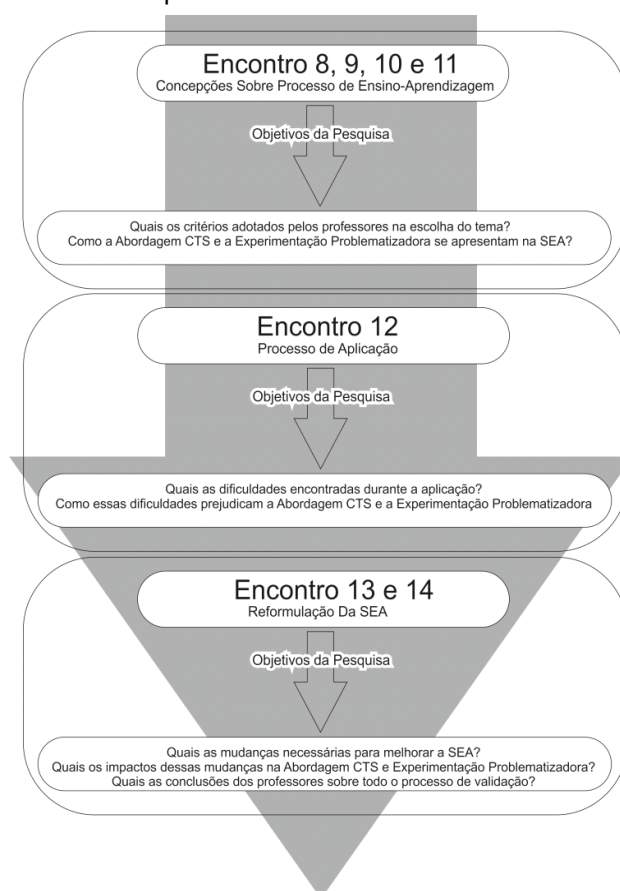 Encontro 8, 9, 10 e 11
Concepções Sobre Processo de Ensino-Aprendizagem
Objetivos da Pesquisa
Quais os critérios adotados pelos professores na escolha do tema?
Como a Abordagem CTS e a Experimentação Problematizadora se apresentam na SEA?
Encontro 12
Processo de Aplicação
Objetivos da Pesquisa
Quais as dificuldades encontradas durante a aplicação?
Como essas dificuldades prejudicam a Abordagem CTS e a Experimentação Problematizadora
Encontro 13 e 14
Reformulação Da SEA
Objetivos da Pesquisa
Quais as mudanças necessárias para melhorar a SEA?
Quais os impactos dessas mudanças na Abordagem CTS e Experimentação Problematizadora?
Quais as conclusões dos professores sobre todo o processo de validação?